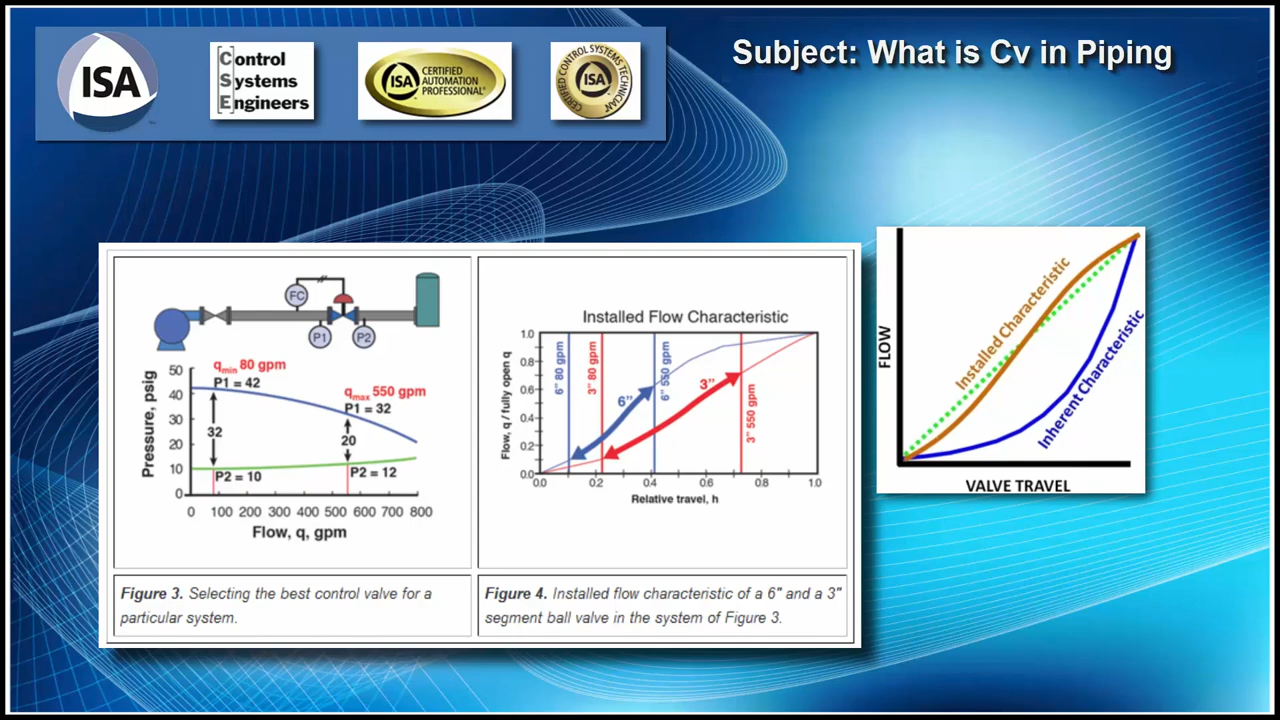 Subject: What is Cv in Piping
ISA
Control
Systems
Engineers
ISA CERTIFIED
AUTOMATION
PROFESSIONAL®
CERTIFIED CONTROL SYSTEMS TECHNICIAN
ISA
FC
P1
P2
Pressure, psig
50
40
30
20
10
0
qmin 80 gpm
P1 = 42
32
P2 = 10
qmax 550 gpm
P1 = 32
20
P2 = 12
0 100 200 300 400 500 600 700 800
Flow, q, gpm
Figure 3. Selecting the best control valve for a
particular system.
Installed Flow Characteristic
Flow, q / fully open q
1.0
0.8
0.6
0.4
0.2
0.0
6" 80 gpm
3" 80 gpm
6" 550 gpm
3" 550 gpm
6"
3"
0.0 0.2 0.4 0.6 0.8 1.0
Relative travel, h
Figure 4. Installed flow characteristic of a 6" and a 3"
segment ball valve in the system of Figure 3.
FLOW
Installed Characteristic
Inherent Characteristic
VALVE TRAVEL